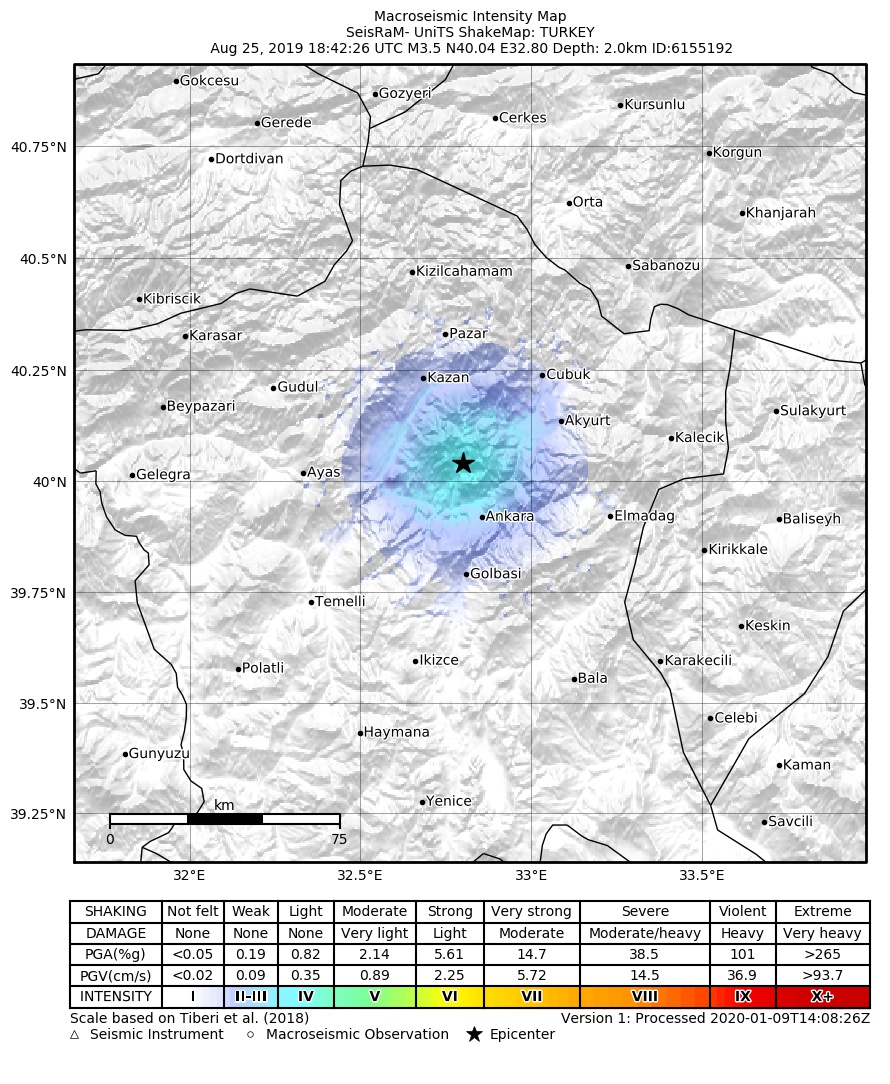 Macroseismic Intensity Map
SeisRaM- UniTS ShakeMap: TURKEY
Aug 25, 2019 18:42:26 UTC M3.5 N40.04 E32.80 Depth: 2.0km ID:6155192
Gokcesu
Gozyeri
Kursunlu
Cerkes
Gerede
40.75°N
Korgun
Dortdivan
Orta
Khanjarah
40.5°N
Sabanozu
Kizilcahamam
Kibriscik
Pazar
Karasar
40.25°N
Cubuk
Kazan
Gudul
Beypazari
Sulakyurt
Akyurt
Kalecik
Ayas
Gelegra
40°N
Elmadag
Ankara
Baliseyh
Kirikkale
Golbasi
39.75°N
Temelli
Keskin
Ikizce
Karakecili
Polatli
Bala
39.5°N
Celebi
Haymana
Gunyuzu
Kaman
Yenice
km
39.25°N
Savcili
0 75
32°E 32.5°E 33°E 33.5°E
SHAKING Not felt Weak Light Moderate Strong Very strong Severe Violent Extreme
DAMAGE None None None Very light Light Moderate Moderate/heavy Heavy Very heavy
PGA(%g) <0.05 0.19 0.82 2.14 5.61 14.7 38.5 101 >265
PGV(cm/s) <0.02 0.09 0.35 0.89 2.25 5.72 14.5 36.9 >93.7
INTENSITY I II-III IV V VI VII VIII IX X+
Scale based on Tiberi et al. (2018) Version 1: Processed 2020-01-09T14:08:26Z
Seismic Instrument Macroseismic Observation Epicenter